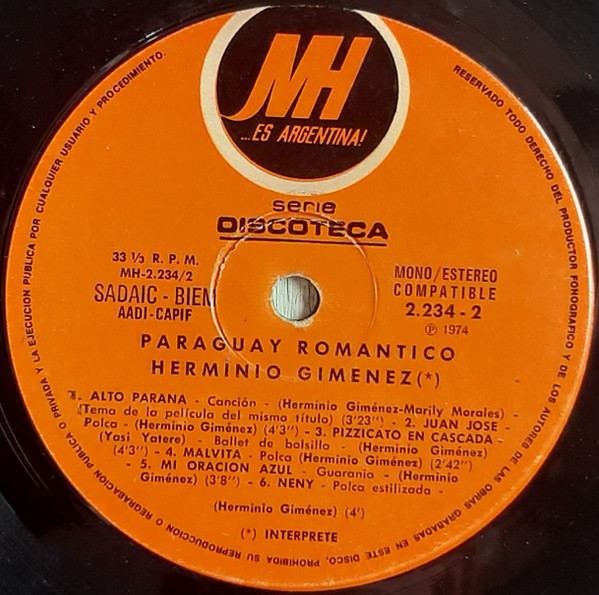 MH
...ES ARGENTINA!
serie
DISCOTECA
33 ⅓ R. P. M.
MH-2.234/2
SADAIC - BIEM
AADI-CAPIF
MONO/ESTEREO
COMPATIBLE
2.234 - 2
Ⓟ 1974
PARAGUAY ROMANTICO
HERMINIO GIMENEZ(*)
1. ALTO PARANA - Canción - (Herminio Giménez-Marily Morales) -
(Tema de la película del mismo título) (3'23") - 2. JUAN JOSE -
Polca - (Herminio Giménez) (4'3") - 3. PIZZICATO EN CASCADA -
(Yasi Yatere) - Ballet de bolsillo - (Herminio Giménez)
(4'3") - 4. MALVITA - Polca (Herminio Giménez) (2'42")
- 5. MI ORACION AZUL - Guarania - (Herminio
Giménez) (3'8") - 6. NENY - Polca estilizada -
(Herminio Giménez) (4')
(*) INTERPRETE
RESERVADO TODO DERECHO DEL PRODUCTOR FONOGRAFICO Y DE LOS AUTORES DE LAS OBRAS GRABADAS EN ESTE DISCO, PROHIBIDA SU REPRODUCCION O REGRABACION PUBLICA O PRIVADA Y LA EJECUCION PUBLICA POR CUALQUIER USUARIO Y PROCEDIMIENTO.